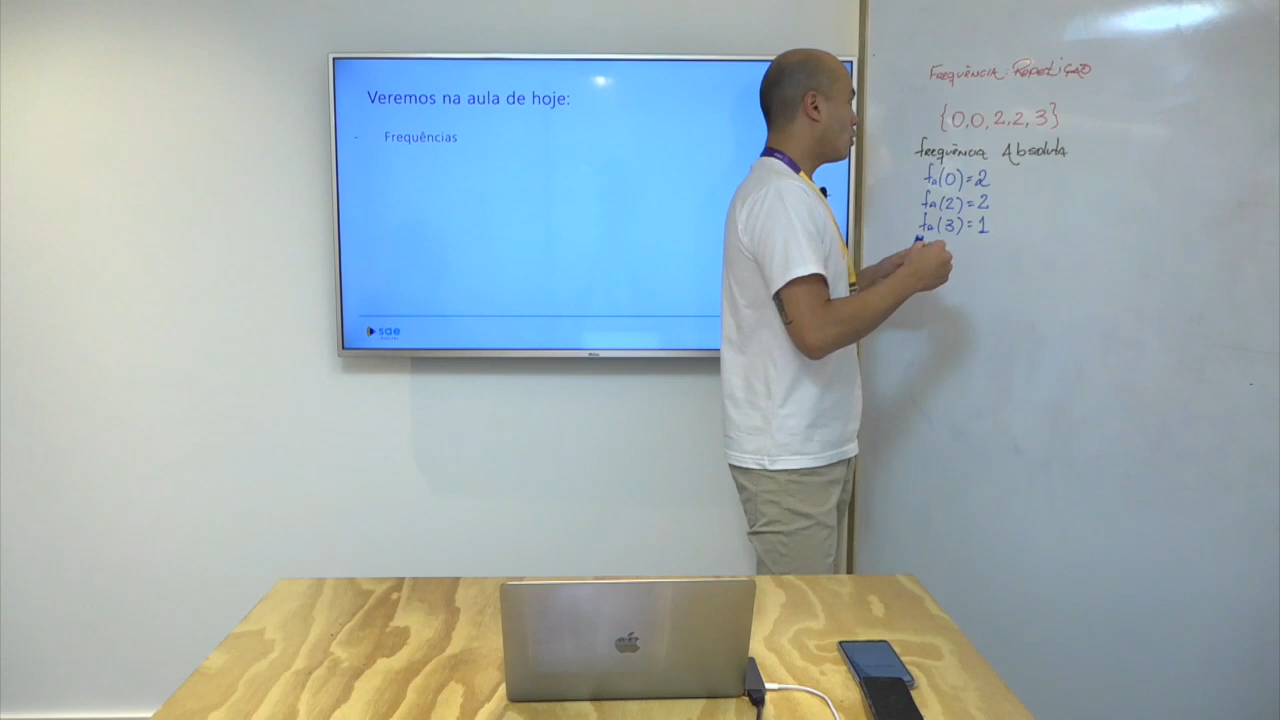 Veremos na aula de hoje:
- Frequências
sae
DIGITAL
Frequência: Repetição
{0,0,2,2,3}
frequência Absoluta
fA(0)=2
fA(2)=2
fA(3)=1